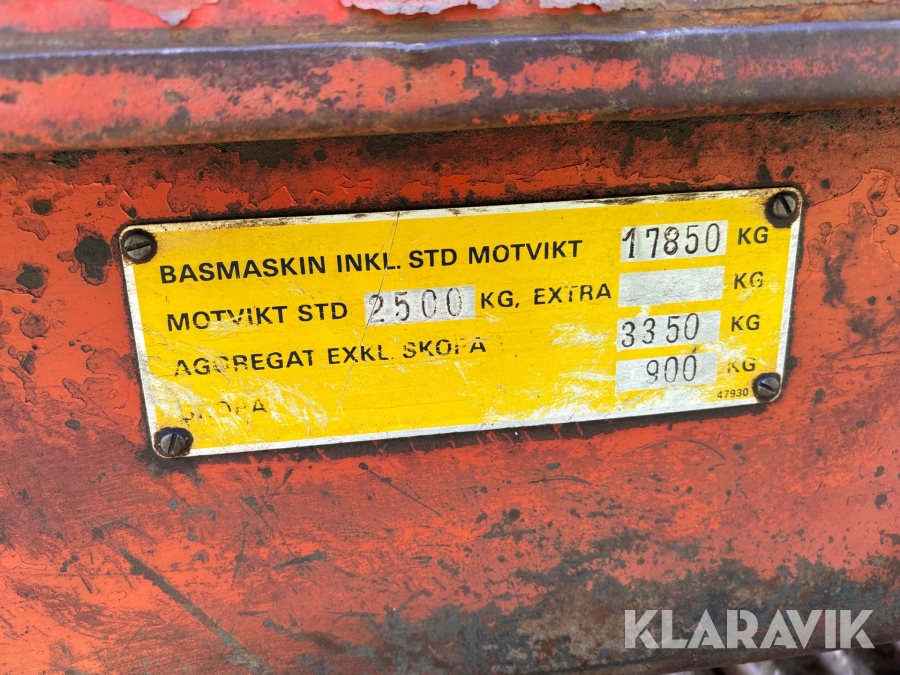 BASMASKIN INKL. STD MOTVIKT 17850 KG
MOTVIKT STD 2500 KG, EXTRA KG
AGGREGAT EXKL. SKOPA 3350 KG
SKOPA 900 KG
47930
KLARAVIK